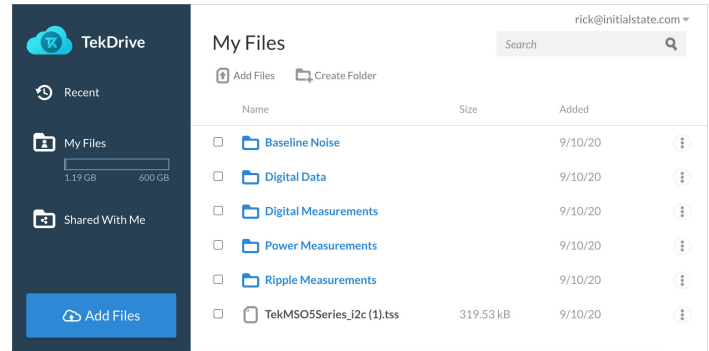 TekDrive
Recent
My Files
1.19 GB 600 GB
Shared With Me
Add Files
rick@initialstate.com
My Files
Search
Add Files Create Folder
Name Size Added
Baseline Noise 9/10/20
Digital Data 9/10/20
Digital Measurements 9/10/20
Power Measurements 9/10/20
Ripple Measurements 9/10/20
TekMSO5Series_i2c (1).tss 319.53 kB 9/10/20